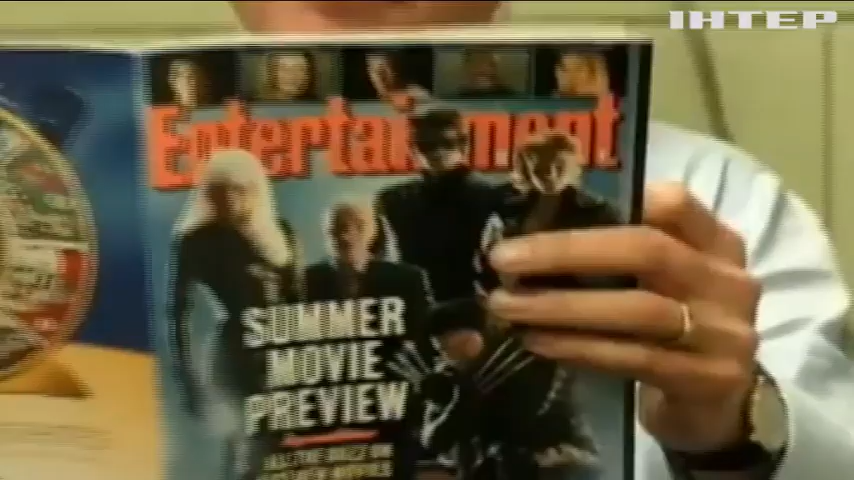 ІНТЕР
Entertainment
SUMMER
MOVIE
PREVIEW